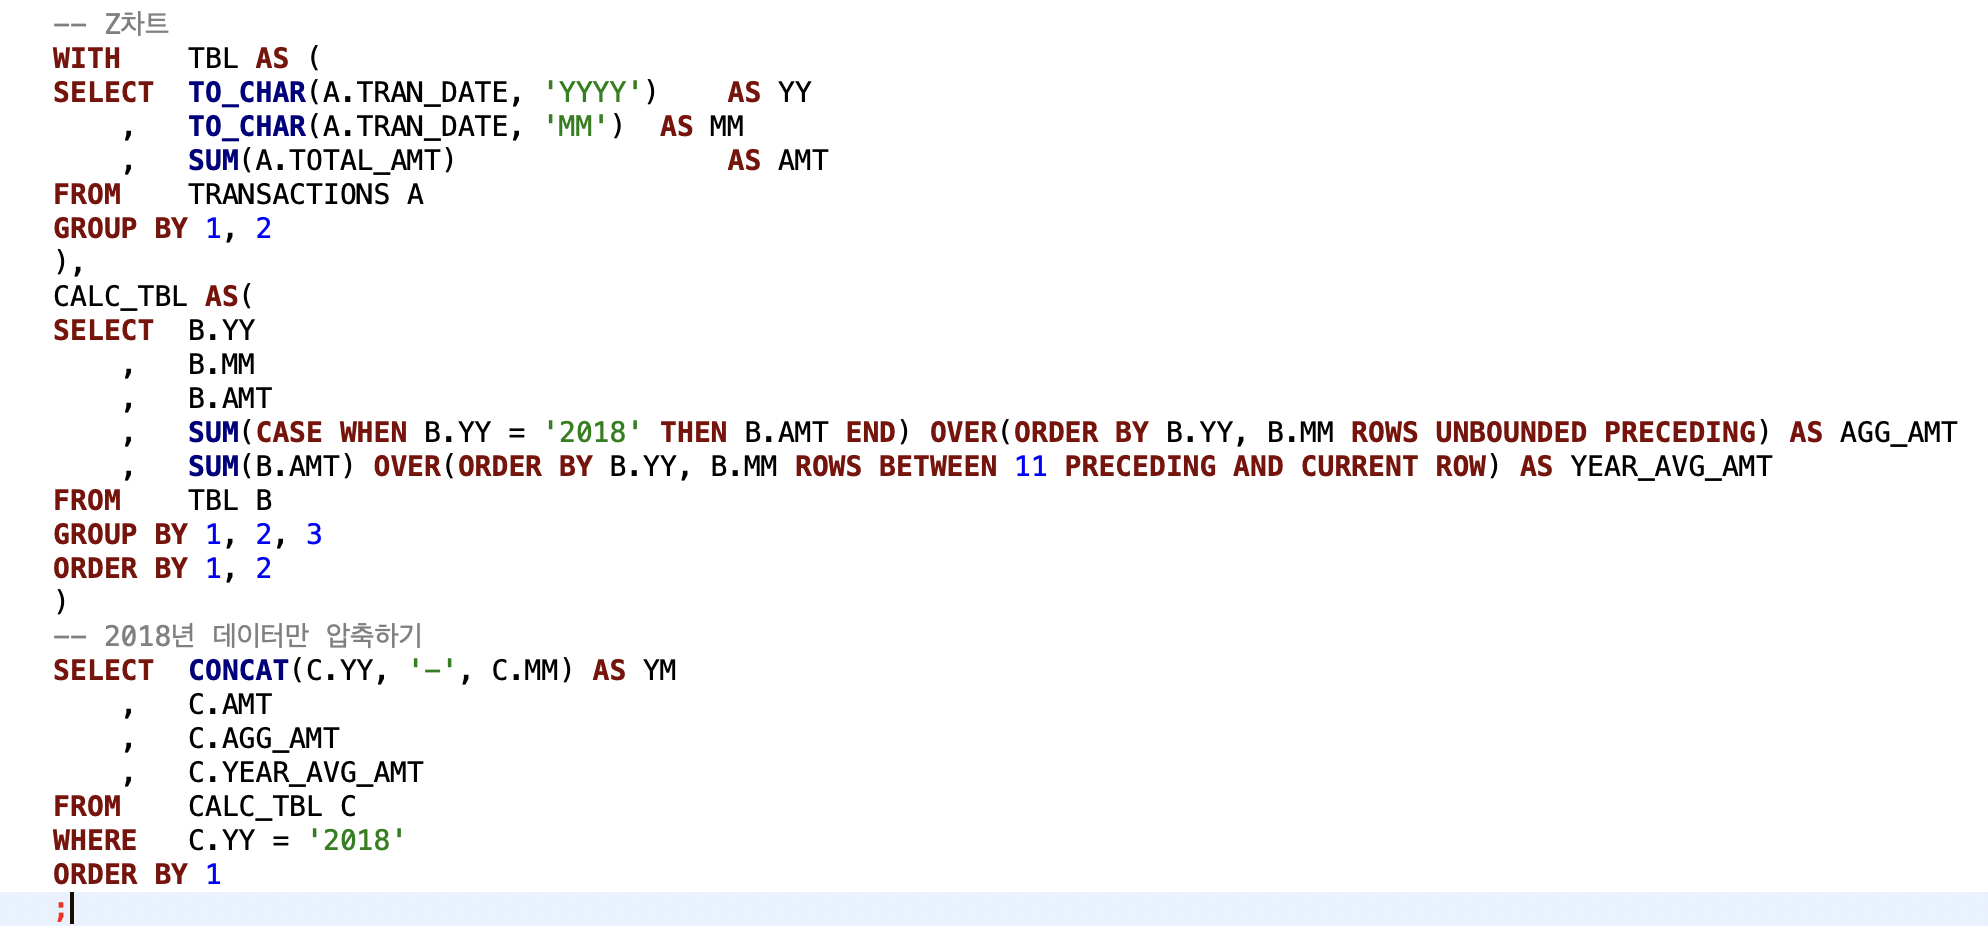 -- Z차트
WITH    TBL AS (
SELECT  TO_CHAR(A.TRAN_DATE, 'YYYY')    AS YY
    ,   TO_CHAR(A.TRAN_DATE, 'MM')  AS MM
    ,   SUM(A.TOTAL_AMT)                AS AMT
FROM    TRANSACTIONS A
GROUP BY 1, 2
),
CALC_TBL AS(
SELECT  B.YY
    ,   B.MM
    ,   B.AMT
    ,   SUM(CASE WHEN B.YY = '2018' THEN B.AMT END) OVER(ORDER BY B.YY, B.MM ROWS UNBOUNDED PRECEDING) AS AGG_AMT
    ,   SUM(B.AMT) OVER(ORDER BY B.YY, B.MM ROWS BETWEEN 11 PRECEDING AND CURRENT ROW) AS YEAR_AVG_AMT
FROM    TBL B
GROUP BY 1, 2, 3
ORDER BY 1, 2
)
-- 2018년 데이터만 압축하기
SELECT  CONCAT(C.YY, '-', C.MM) AS YM
    ,   C.AMT
    ,   C.AGG_AMT
    ,   C.YEAR_AVG_AMT
FROM    CALC_TBL C
WHERE   C.YY = '2018'
ORDER BY 1
;